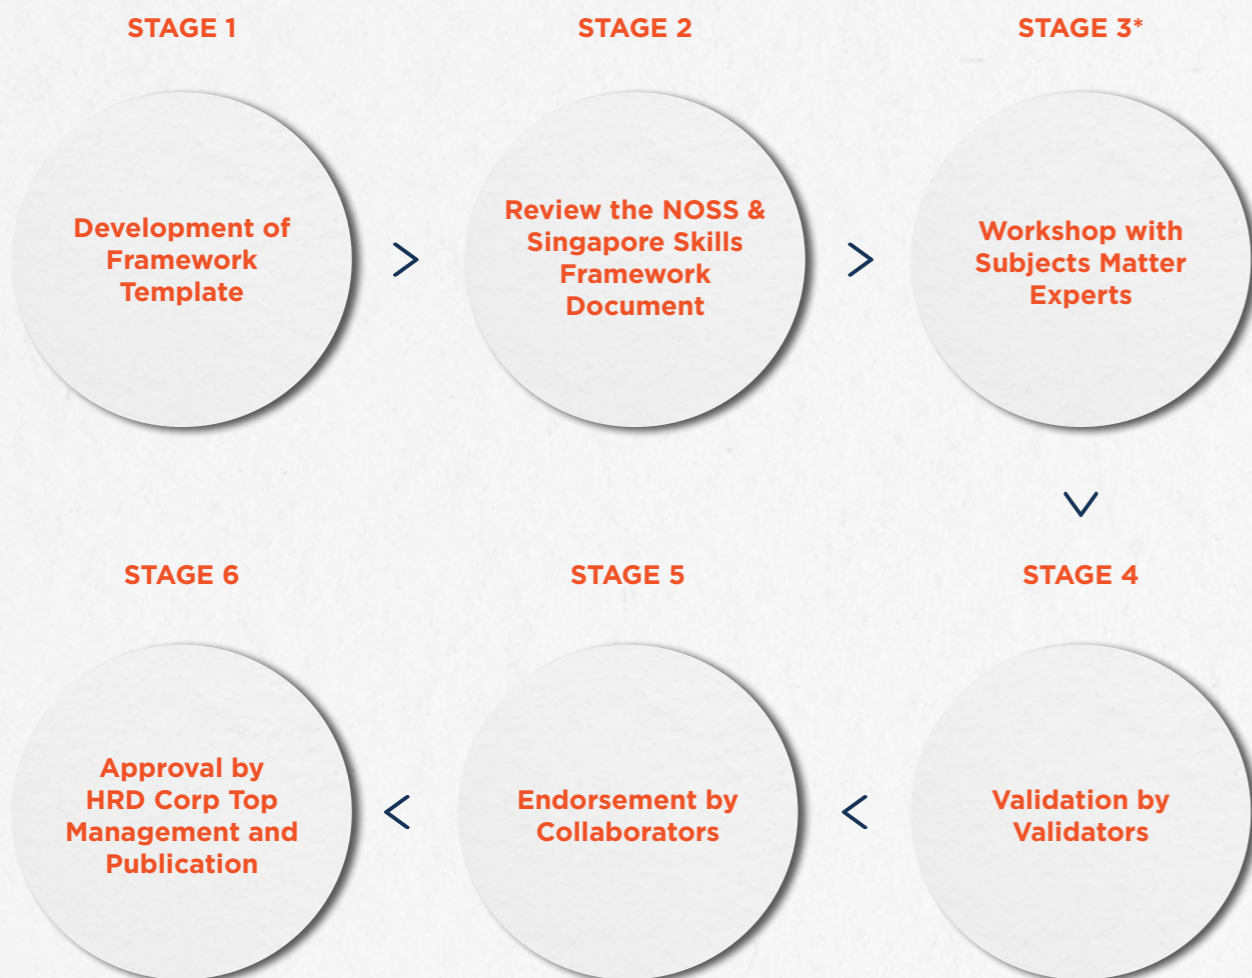 STAGE 1
Development of
Framework
Template
>
STAGE 2
Review the NOSS &
Singapore Skills
Framework
Document
>
STAGE 3*
Workshop with
Subjects Matter
Experts
STAGE 4
Validation by
Validators
<
STAGE 5
Endorsement by
Collaborators
<
STAGE 6
Approval by
HRD Corp Top
Management and
Publication